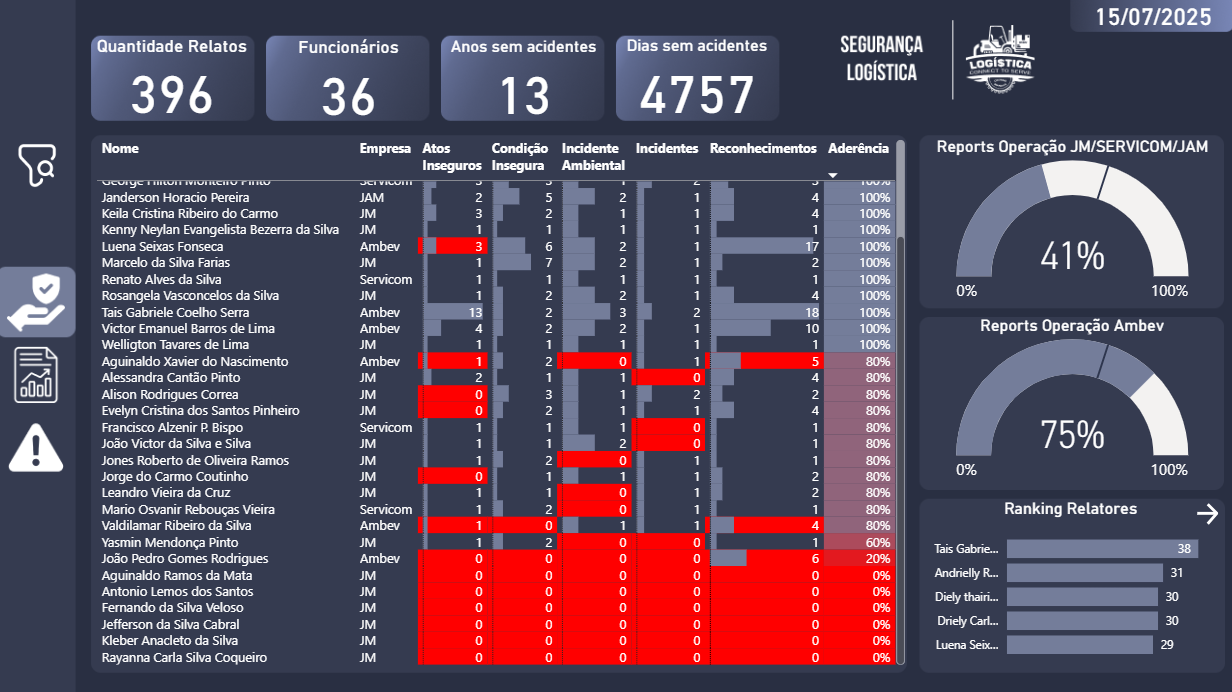 15/07/2025
Quantidade Relatos
396
Funcionários
36
Anos sem acidentes
13
Dias sem acidentes
4757
SEGURANÇA
LOGÍSTICA
LOGÍSTICA
CONNECT TO SERVE
Nome Empresa Atos Inseguros Condição Insegura Incidente Ambiental Incidentes Reconhecimentos Aderência
George Hilton Monteiro Pinto Servicom 3 3 1 2 3 100%
Janderson Horacio Pereira JAM 2 5 2 1 4 100%
Keila Cristina Ribeiro do Carmo JM 3 2 1 1 4 100%
Kenny Neylan Evangelista Bezerra da Silva JM 1 1 1 1 1 100%
Luena Seixas Fonseca Ambev 3 6 2 1 17 100%
Marcelo da Silva Farias JM 1 7 2 1 2 100%
Renato Alves da Silva Servicom 1 1 1 1 1 100%
Rosangela Vasconcelos da Silva JM 1 2 2 1 4 100%
Tais Gabriele Coelho Serra Ambev 13 2 3 2 18 100%
Victor Emanuel Barros de Lima Ambev 4 2 2 1 10 100%
Welligton Tavares de Lima JM 1 1 1 1 1 100%
Aguinaldo Xavier do Nascimento Ambev 1 2 0 1 5 80%
Alessandra Cantão Pinto JM 2 1 1 0 4 80%
Alison Rodrigues Correa JM 0 3 1 2 2 80%
Evelyn Cristina dos Santos Pinheiro JM 0 2 1 1 4 80%
Francisco Alzenir P. Bispo Servicom 1 1 1 0 1 80%
João Victor da Silva e Silva JM 1 1 2 0 1 80%
Jones Roberto de Oliveira Ramos JM 1 2 0 1 1 80%
Jorge do Carmo Coutinho JM 0 1 1 1 2 80%
Leandro Vieira da Cruz JM 1 1 0 1 2 80%
Mario Osvanir Rebouças Vieira Servicom 1 2 0 1 1 80%
Valdilamar Ribeiro da Silva Ambev 1 0 1 1 4 80%
Yasmin Mendonça Pinto JM 1 2 0 0 1 60%
João Pedro Gomes Rodrigues Ambev 0 0 0 0 6 20%
Aguinaldo Ramos da Mata JM 0 0 0 0 0 0%
Antonio Lemos dos Santos JM 0 0 0 0 0 0%
Fernando da Silva Veloso JM 0 0 0 0 0 0%
Jefferson da Silva Cabral JM 0 0 0 0 0 0%
Kleber Anacleto da Silva JM 0 0 0 0 0 0%
Rayanna Carla Silva Coqueiro JM 0 0 0 0 0 0%
Reports Operação JM/SERVICOM/JAM
41%
0% 100%
Reports Operação Ambev
75%
0% 100%
Ranking Relatores
Tais Gabrie... 38
Andrielly R... 31
Diely thairi... 30
Driely Carl... 30
Luena Seix... 29